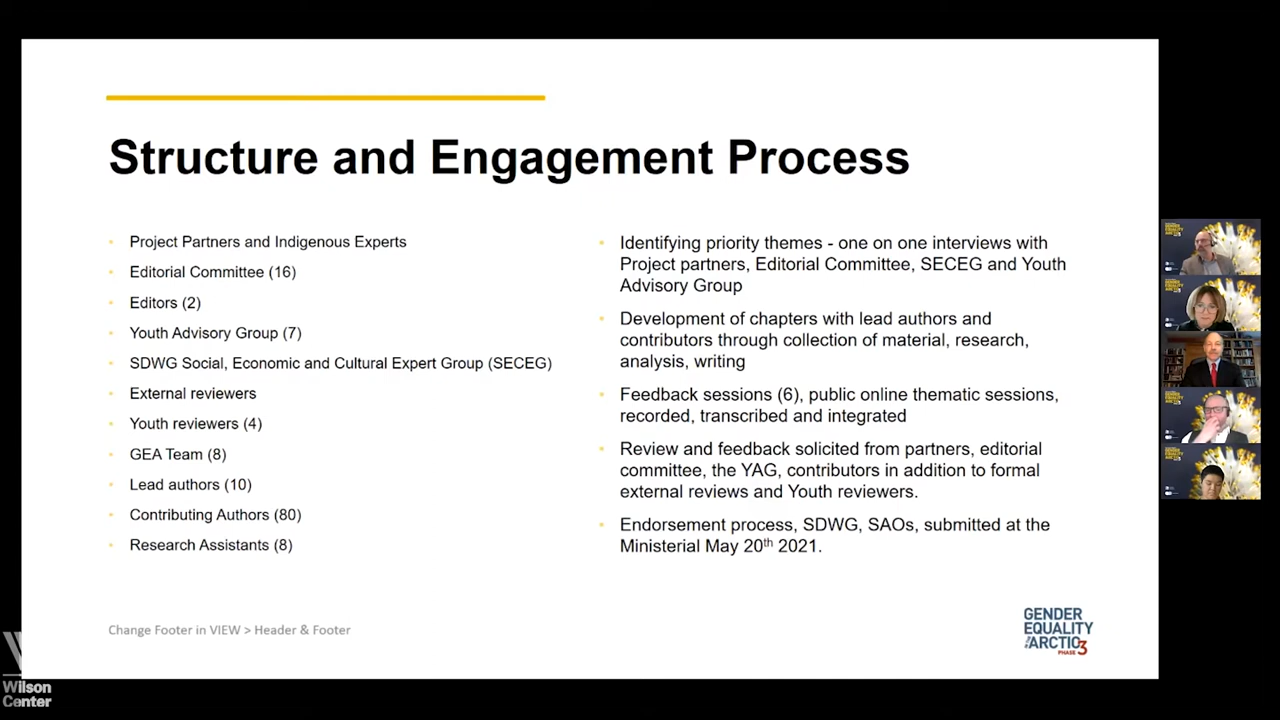 Structure and Engagement Process
Project Partners and Indigenous Experts
Editorial Committee (16)
Editors (2)
Youth Advisory Group (7)
SDWG Social, Economic and Cultural Expert Group (SECEG)
External reviewers
Youth reviewers (4)
GEA Team (8)
Lead authors (10)
Contributing Authors (80)
Research Assistants (8)
Identifying priority themes - one on one interviews with
Project partners, Editorial Committee, SECEG and Youth
Advisory Group
Development of chapters with lead authors and
contributors through collection of material, research,
analysis, writing
Feedback sessions (6), public online thematic sessions,
recorded, transcribed and integrated
Review and feedback solicited from partners, editorial
committee, the YAG, contributors in addition to formal
external reviews and Youth reviewers.
Endorsement process, SDWG, SAOs, submitted at the
Ministerial May 20th 2021.
Change Footer in VIEW > Header & Footer
GENDER
EQUALITY
ARCTIC
PHASE 3
Wilson
Center